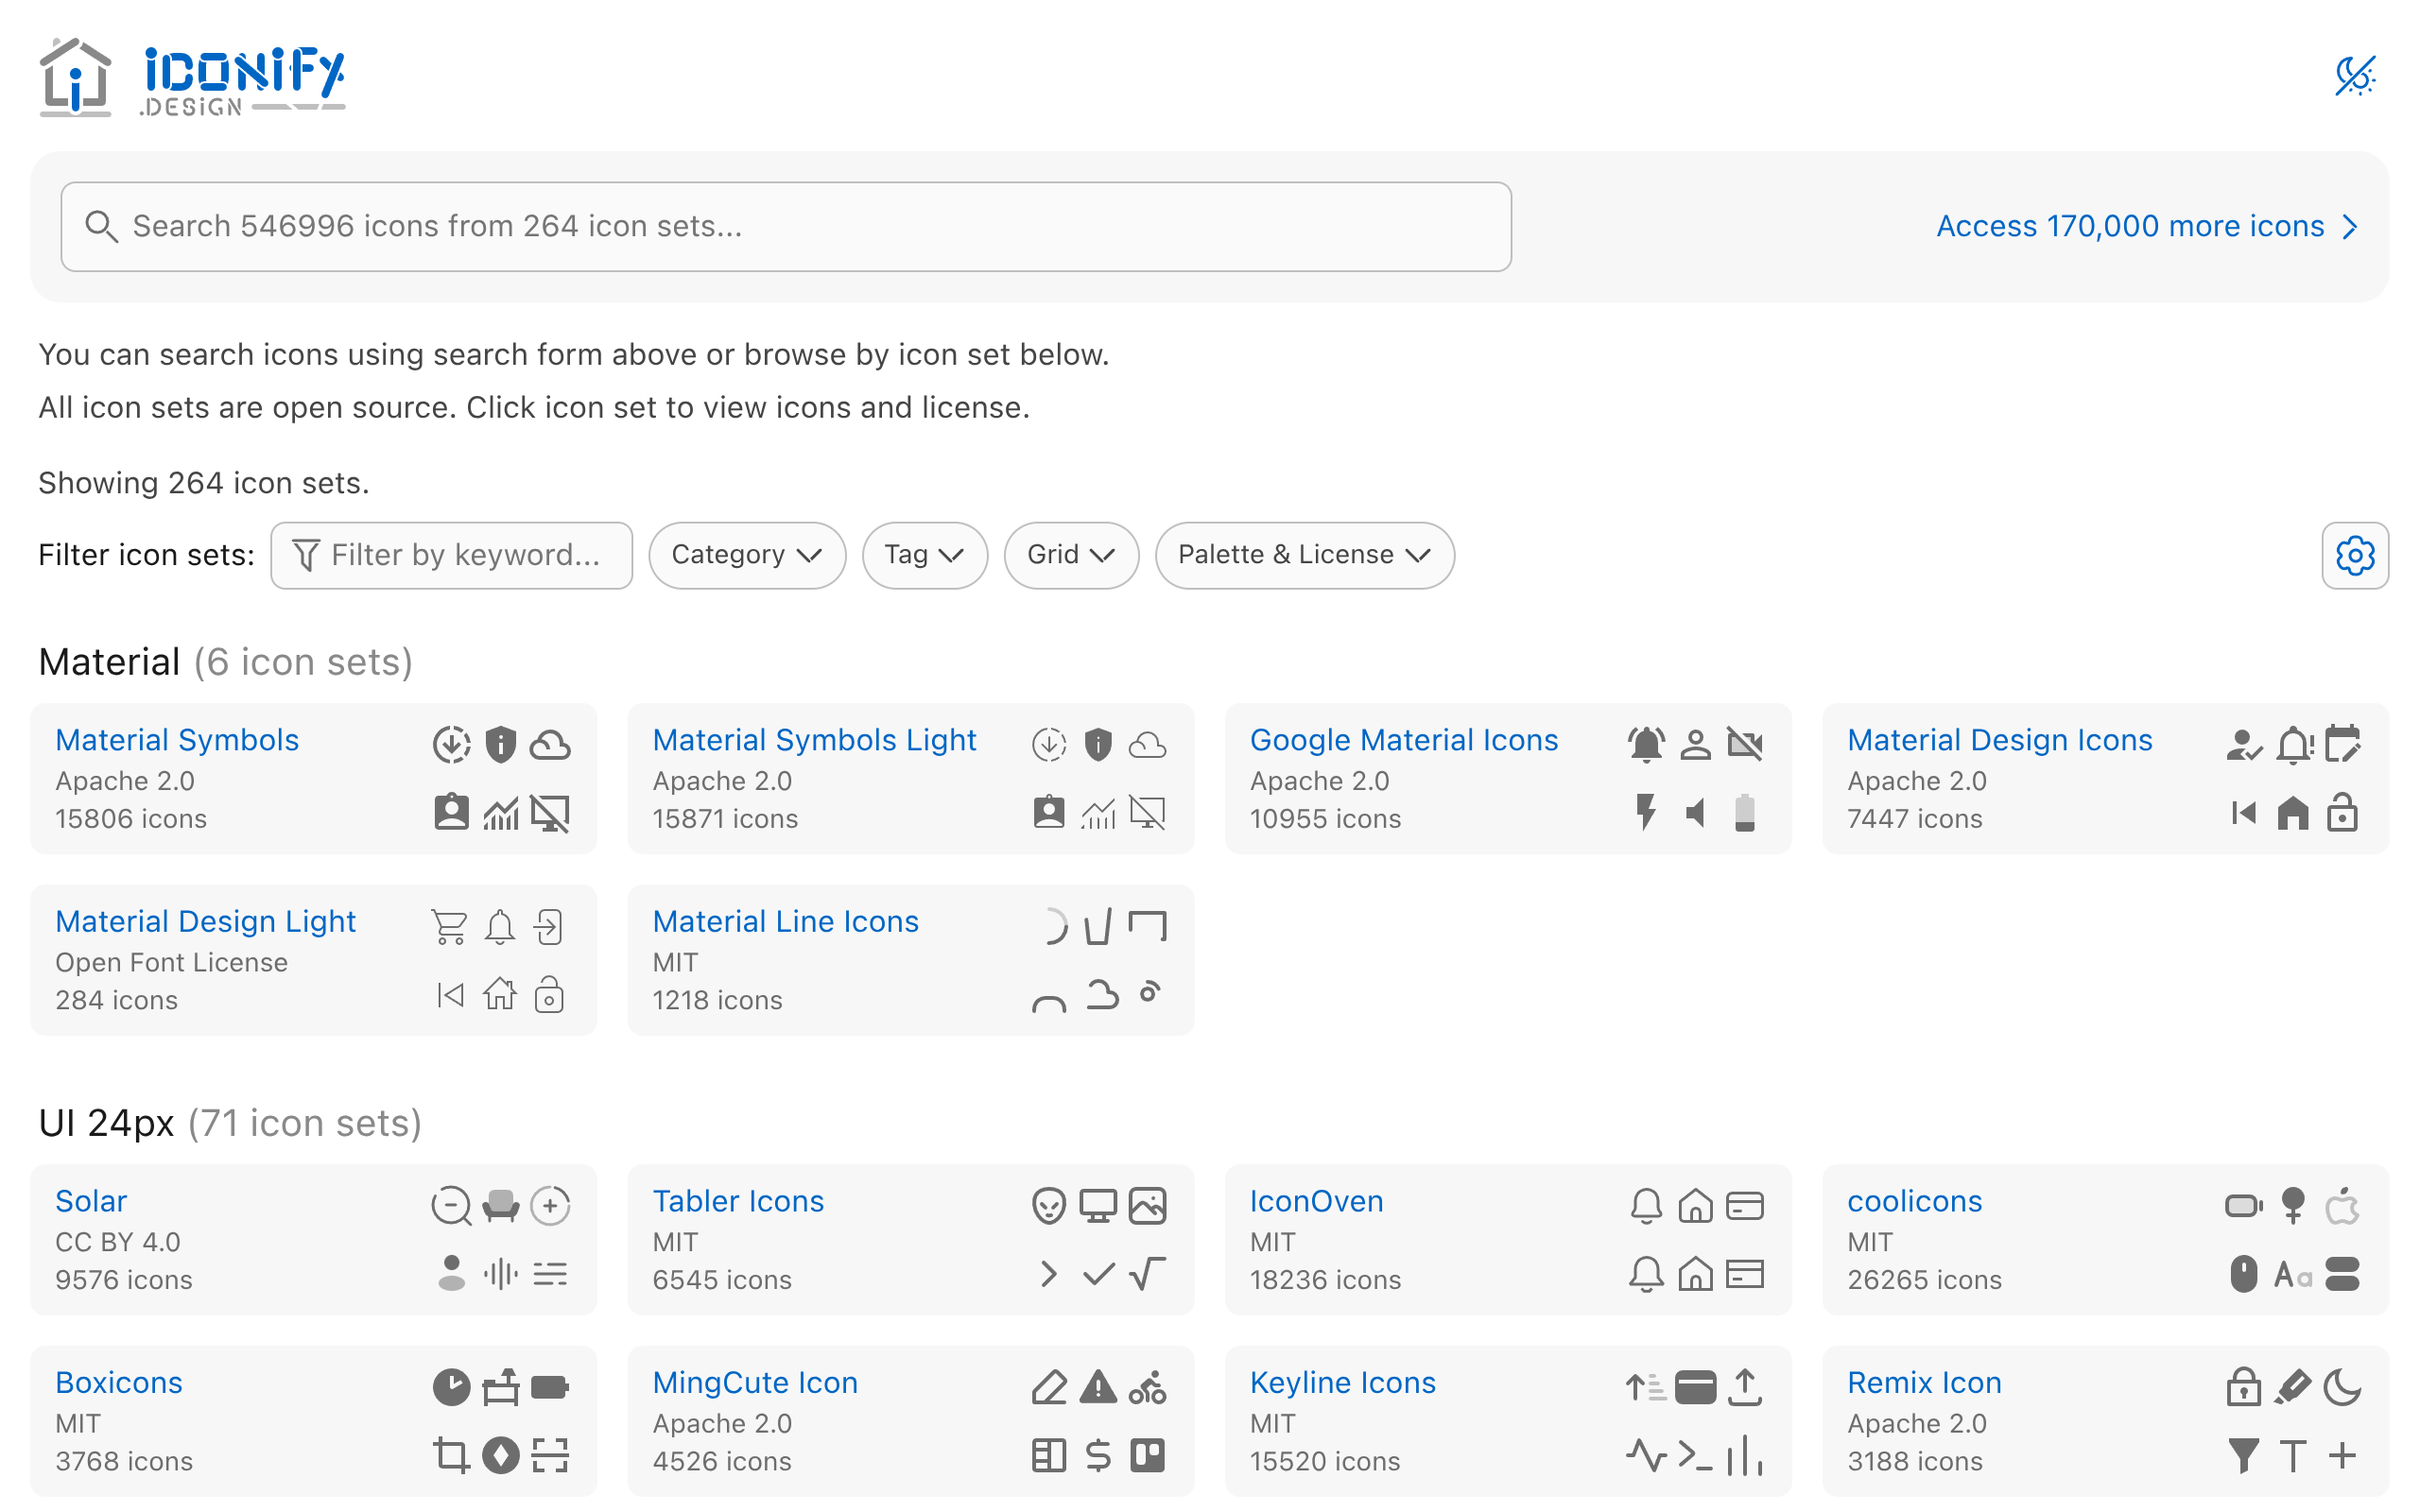 iconify
.DESiGN
Search 546996 icons from 264 icon sets...
Access 170,000 more icons
You can search icons using search form above or browse by icon set below.
All icon sets are open source. Click icon set to view icons and license.
Showing 264 icon sets.
Filter icon sets:
Filter by keyword...
Category
Tag
Grid
Palette & License
Material (6 icon sets)
Material Symbols
Apache 2.0
15806 icons
Material Symbols Light
Apache 2.0
15871 icons
Google Material Icons
Apache 2.0
10955 icons
Material Design Icons
Apache 2.0
7447 icons
Material Design Light
Open Font License
284 icons
Material Line Icons
MIT
1218 icons
UI 24px (71 icon sets)
Solar
CC BY 4.0
9576 icons
Tabler Icons
MIT
6545 icons
IconOven
MIT
18236 icons
coolicons
MIT
26265 icons
Aa
Boxicons
MIT
3768 icons
MingCute Icon
Apache 2.0
4526 icons
Keyline Icons
MIT
15520 icons
Remix Icon
Apache 2.0
3188 icons